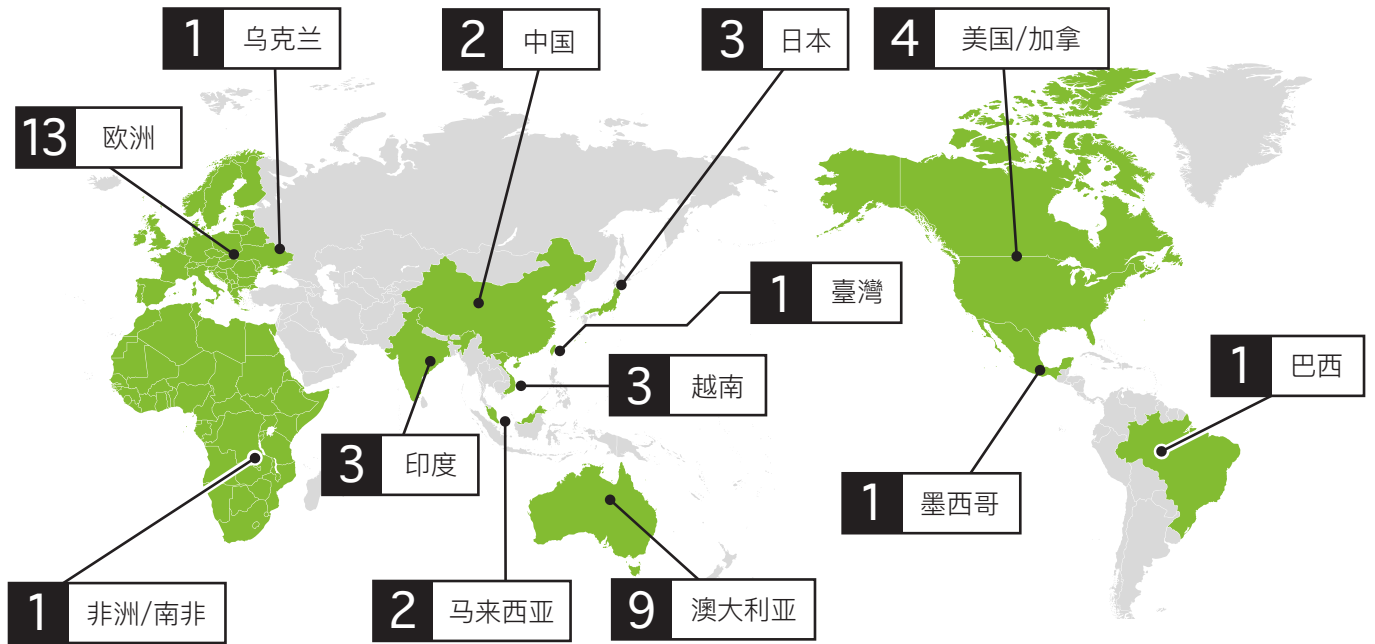 1 乌克兰
2 中国
3 日本
4 美国/加拿
13 欧洲
1 臺灣
3 越南
1 巴西
3 印度
1 墨西哥
1 非洲/南非
2 马来西亚
9 澳大利亚